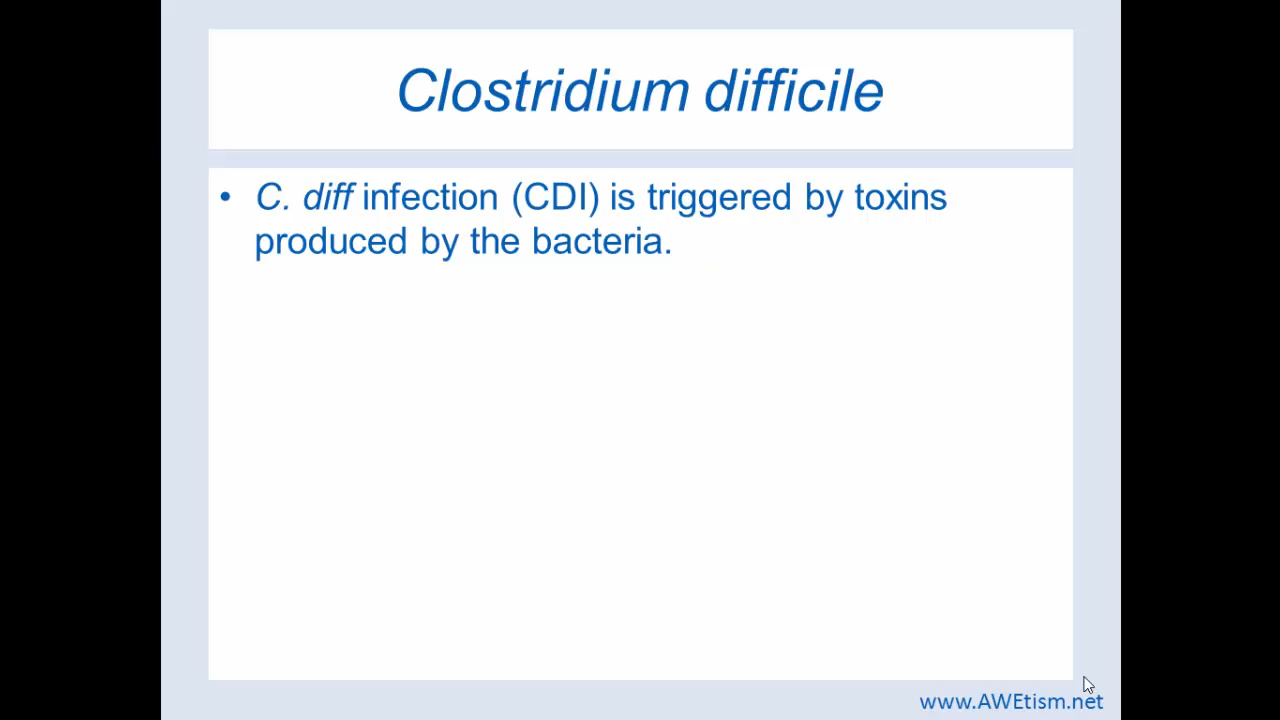 Clostridium difficile
• C. diff infection (CDI) is triggered by toxins
produced by the bacteria.
www.AWEtism.net